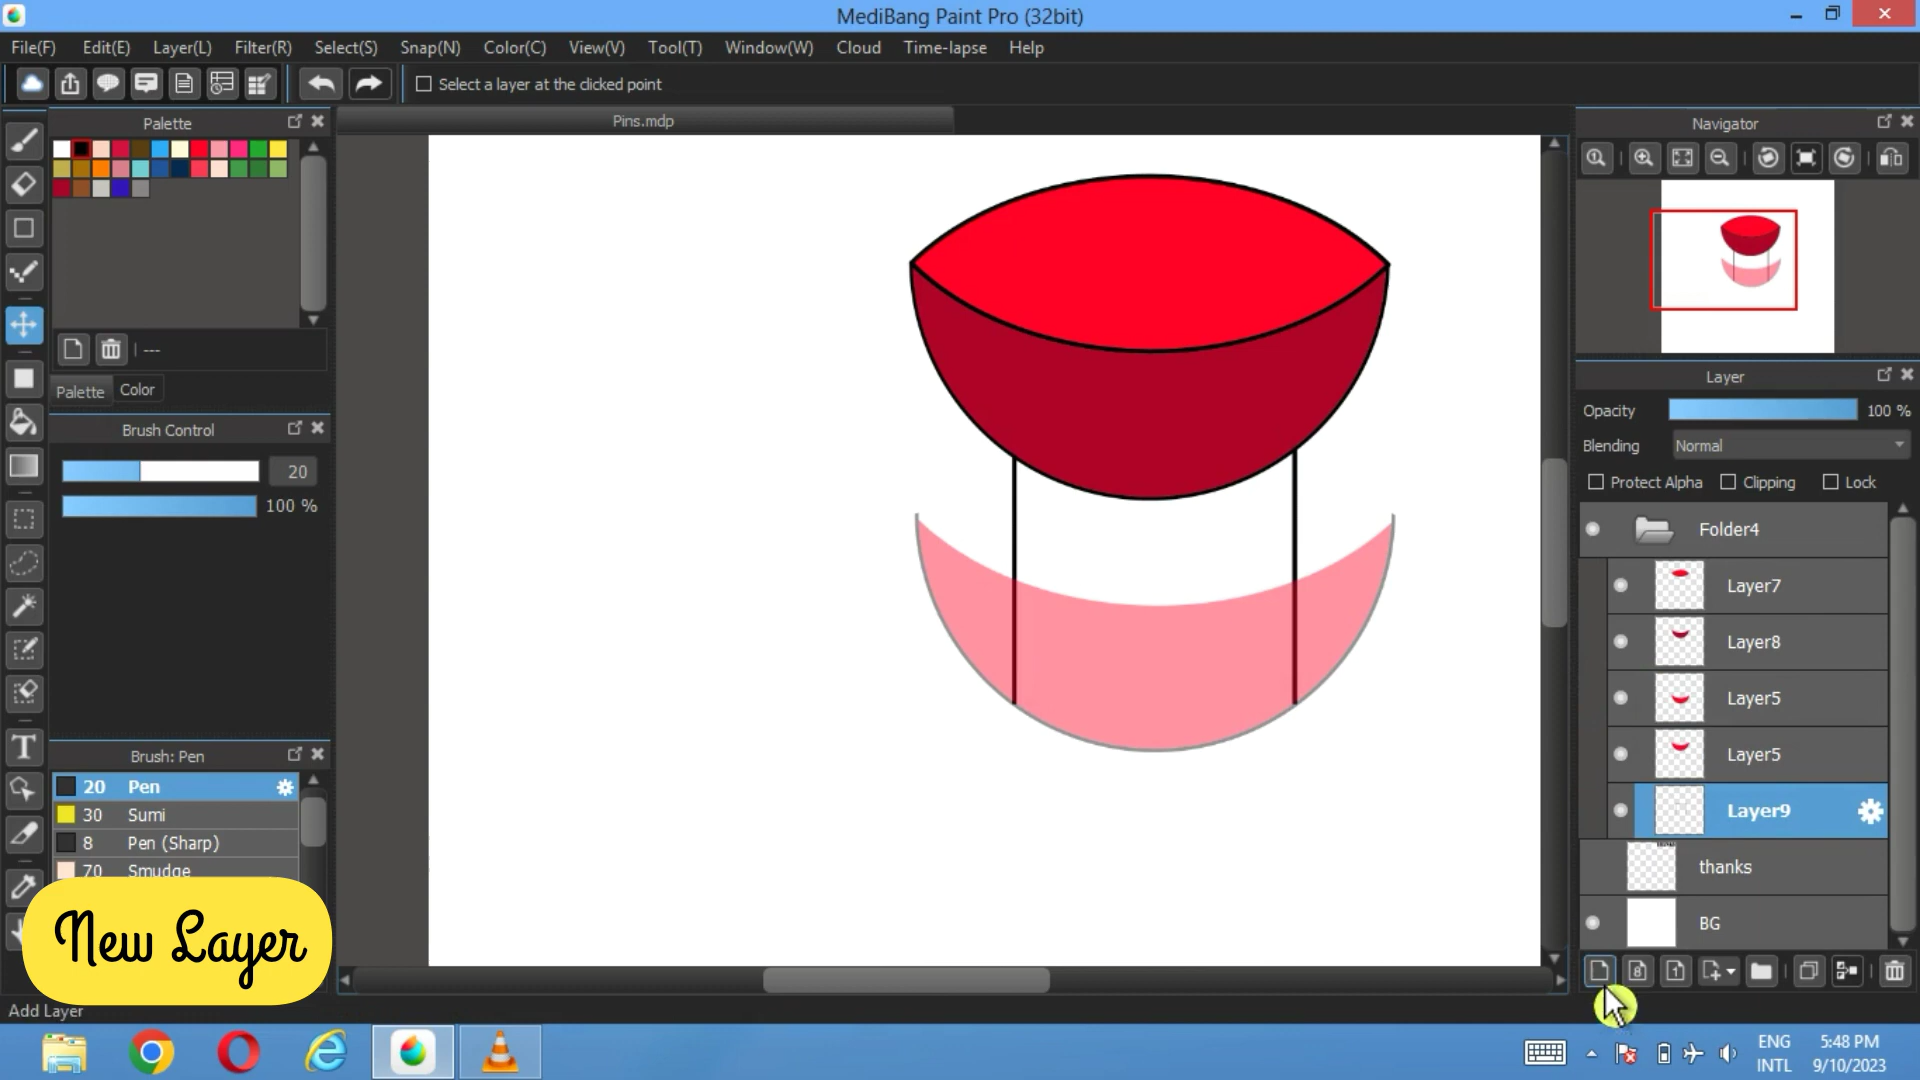 MediBang Paint Pro (32bit)
File(F) Edit(E) Layer(L) Filter(R) Select(S) Snap(N) Color(C) View(V) Tool(T) Window(W) Cloud Time-lapse Help
Select a layer at the clicked point
Palette
Pins.mdp
Navigator
---
Palette Color
Brush Control
20
100 %
Layer
Opacity 100 %
Blending Normal
Protect Alpha Clipping Lock
Folder4
Layer7
Layer8
Layer5
Layer5
Layer9
thanks
BG
Brush: Pen
20 Pen
30 Sumi
8 Pen (Sharp)
70 Smudge
New Layer
Add Layer
ENG
INTL
5:48 PM
9/10/2023